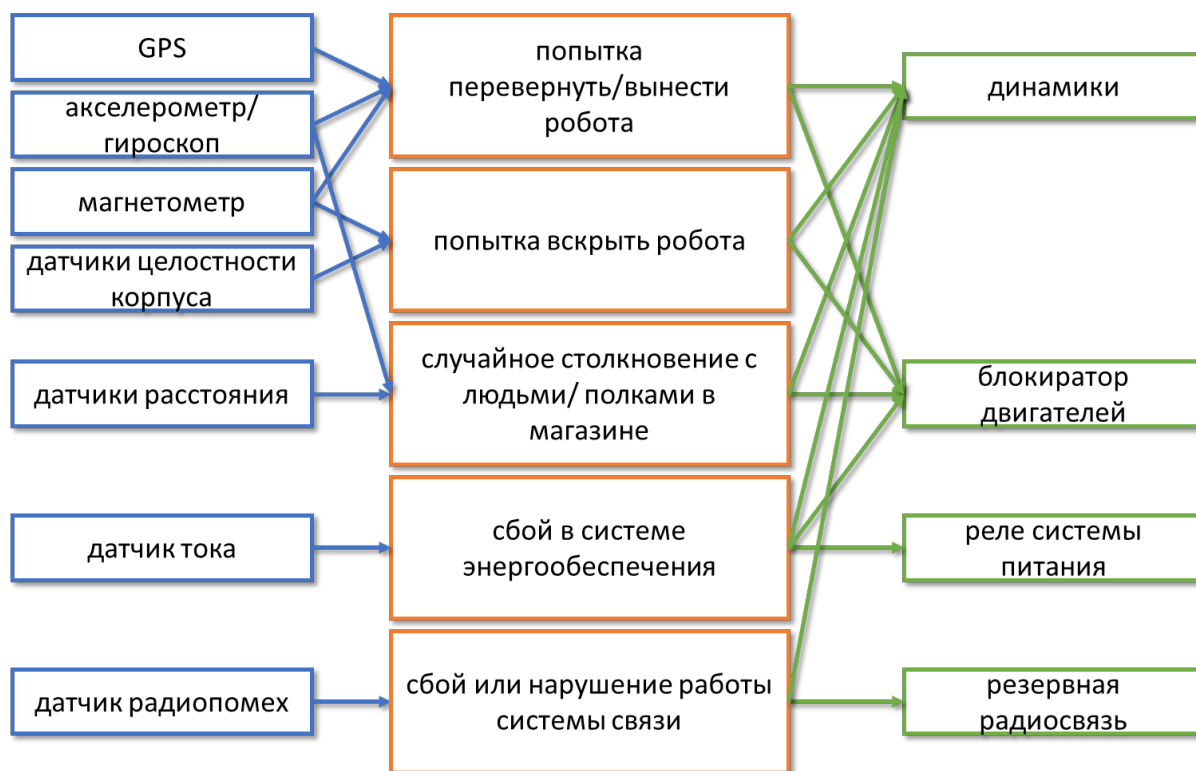 GPS
акселерометр/
гироскоп
магнетометр
датчики целостности
корпуса
датчики расстояния
датчик тока
датчик радиопомех
попытка
перевернуть/вынести
робота
попытка вскрыть робота
случайное столкновение с
людьми/ полками в
магазине
сбой в системе
энергообеспечения
сбой или нарушение работы
системы связи
динамики
блокиратор
двигателей
реле системы
питания
резервная
радиосвязь